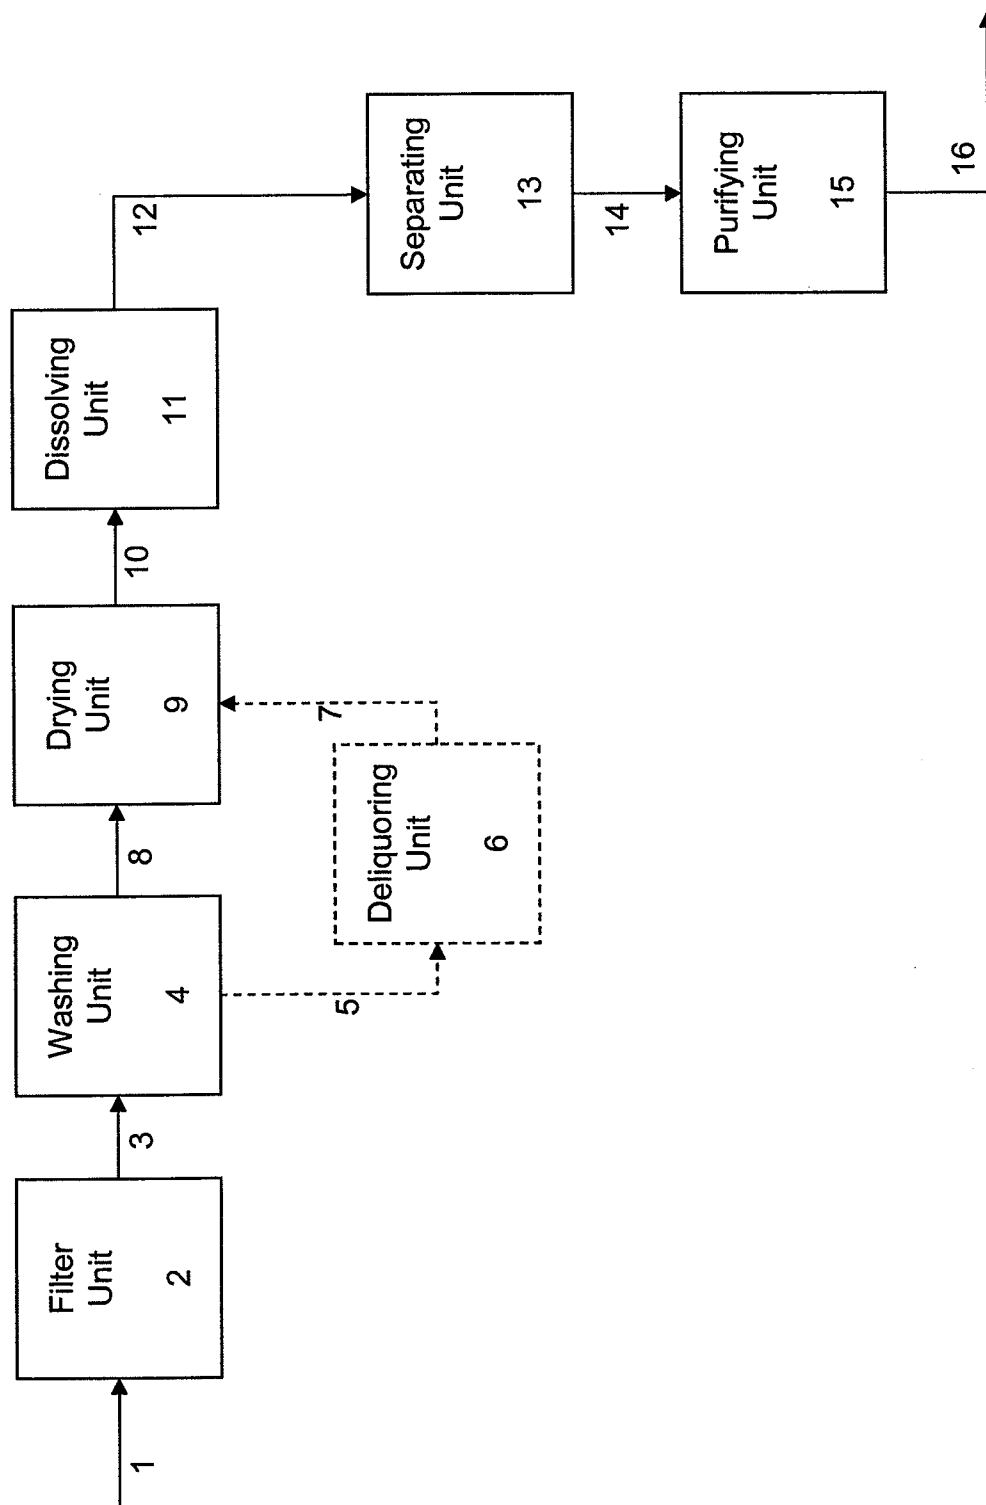 1
Filter
Unit
2
3
Washing
Unit
4
5
Deliquoring
Unit
6
7
8
Drying
Unit
9
10
Dissolving
Unit
11
12
Separating
Unit
13
14
Purifying
Unit
15
16